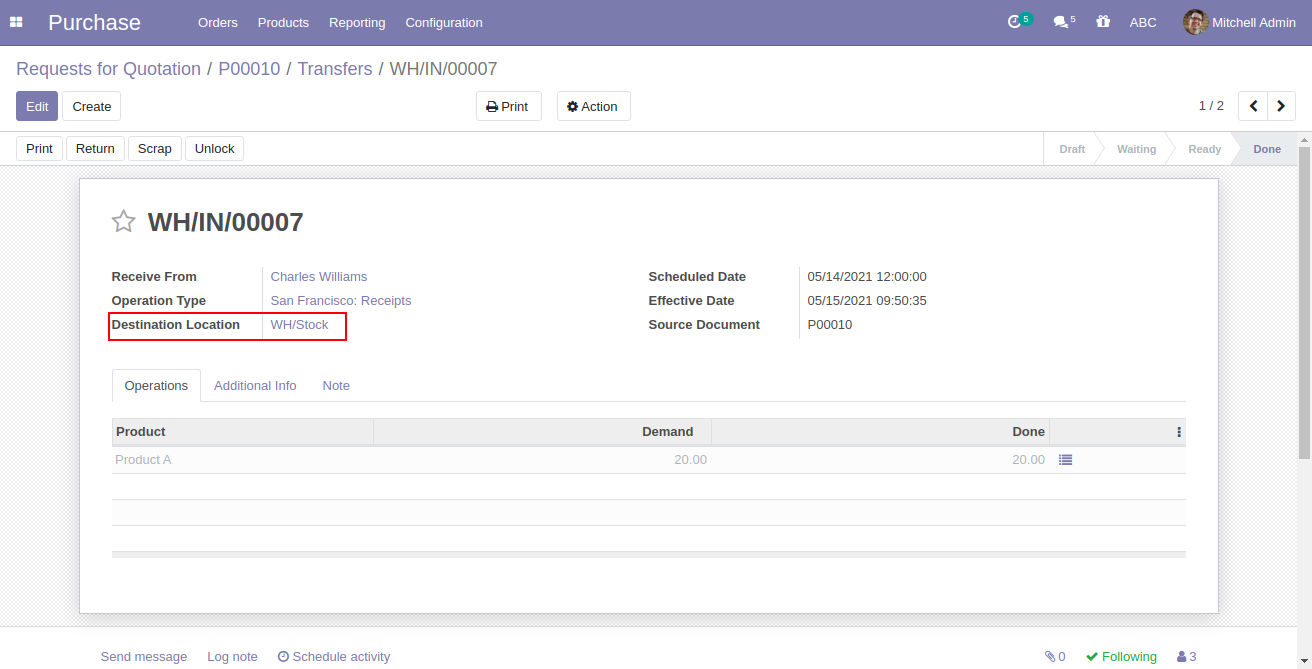 Purchase Orders Products Reporting Configuration 5 5 ABC Mitchell Admin
Requests for Quotation / P00010 / Transfers / WH/IN/00007
Edit Create Print Action 1 / 2
Print Return Scrap Unlock Draft Waiting Ready Done
WH/IN/00007
Receive From Charles Williams Scheduled Date 05/14/2021 12:00:00
Operation Type San Francisco: Receipts Effective Date 05/15/2021 09:50:35
Destination Location WH/Stock Source Document P00010
Operations Additional Info Note
Product Demand Done
Product A 20.00 20.00
Send message Log note Schedule activity 0 Following 3